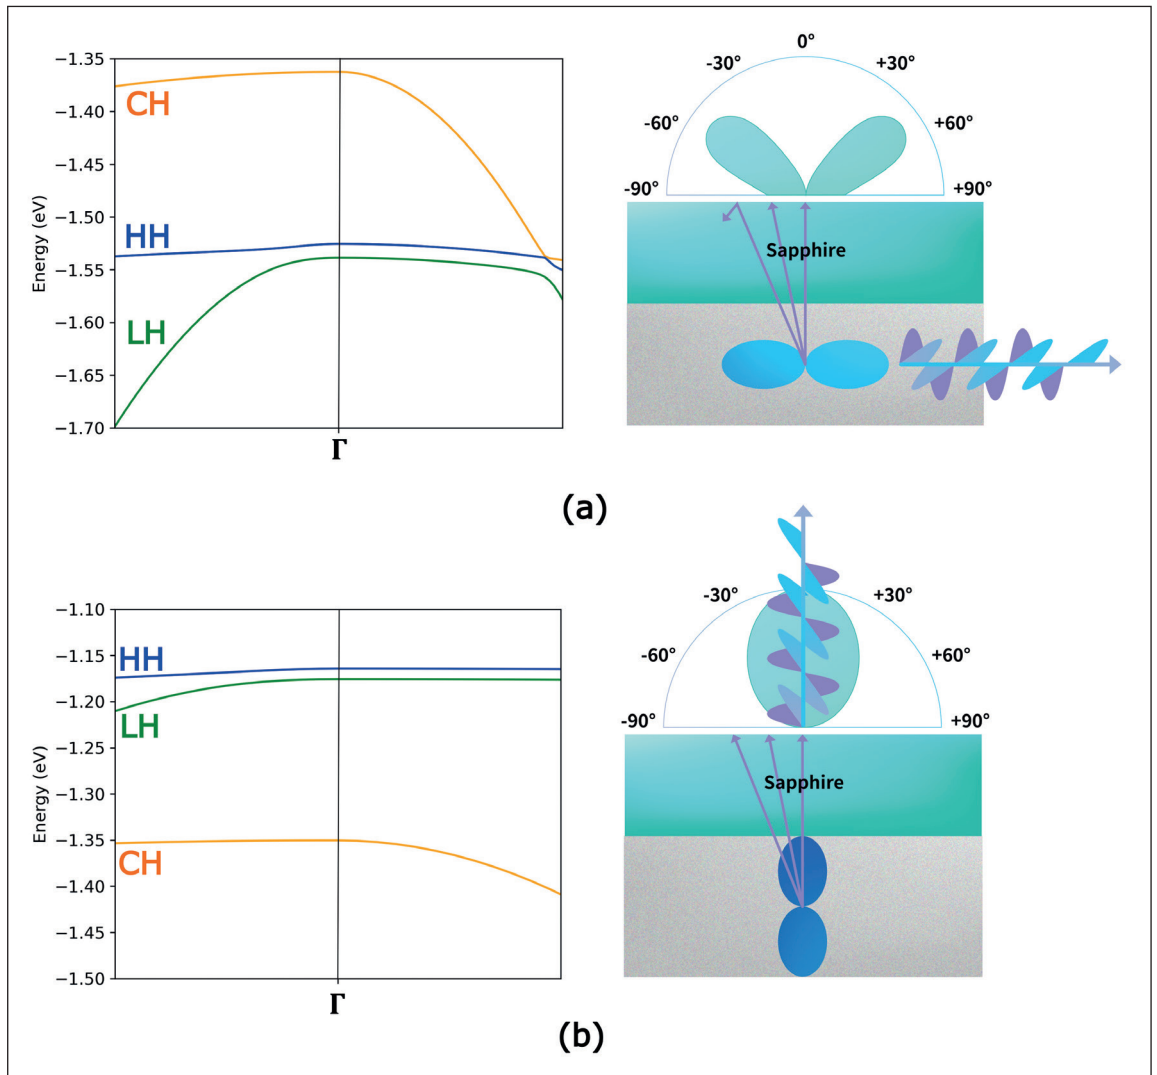 −1.35
−1.40
−1.45
−1.50
−1.55
−1.60
−1.65
−1.70
Energy (eV)
CH
HH
LH
Γ
0°
-30°
+30°
-60°
+60°
-90°
+90°
Sapphire
(a)
−1.10
−1.15
−1.20
−1.25
−1.30
−1.35
−1.40
−1.45
−1.50
Energy (eV)
HH
LH
CH
Γ
-30°
+30°
-60°
+60°
-90°
+90°
Sapphire
(b)